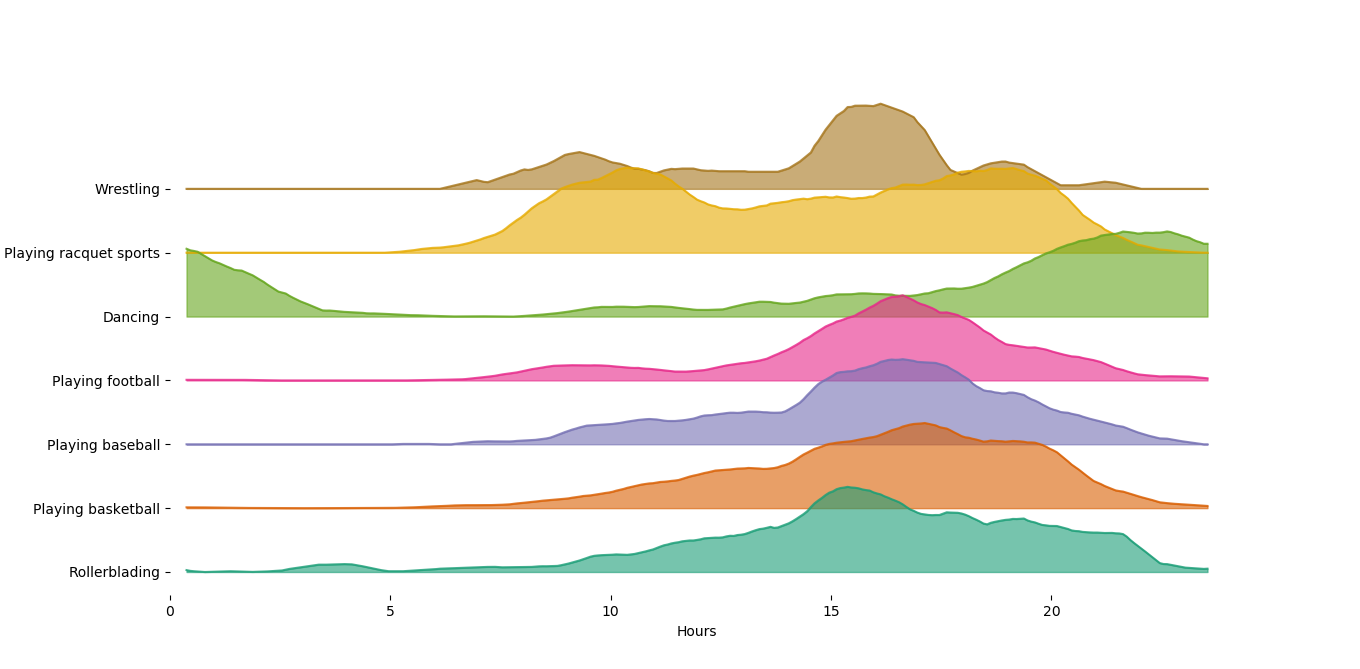 Wrestling
Playing racquet sports
Dancing
Playing football
Playing baseball
Playing basketball
Rollerblading
0 5 10 15 20
Hours